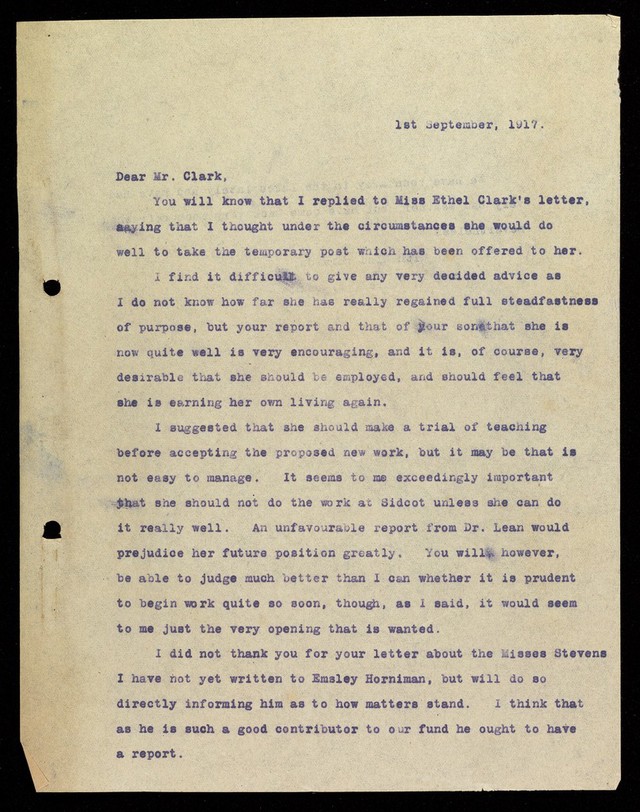 1st September, 1917.
Dear Mr. Clark,
You will know that I replied to Miss Ethel Clark's letter,
saying that I thought under the circumstances she would do
well to take the temporary post which has been offered to her.
I find it difficult to give any very decided advice as
I do not know how far she has really regained full steadfastness
of purpose, but your report and that of your son that she is
now quite well is very encouraging, and it is, of course, very
desirable that she should be employed, and should feel that
she is earning her own living again.
I suggested that she should make a trial of teaching
before accepting the proposed new work, but it may be that is
not easy to manage. It seems to me exceedingly important
that she should not do the work at Sidcot unless she can do
it really well. An unfavourable report from Dr. Lean would
prejudice her future position greatly. You will, however,
be able to judge much better than I can whether it is prudent
to begin work quite so soon, though, as I said, it would seem
to me just the very opening that is wanted.
I did not thank you for your letter about the Misses Stevens
I have not yet written to Emsley Horniman, but will do so
directly informing him as to how matters stand. I think that
as he is such a good contributor to our fund he ought to have
a report.